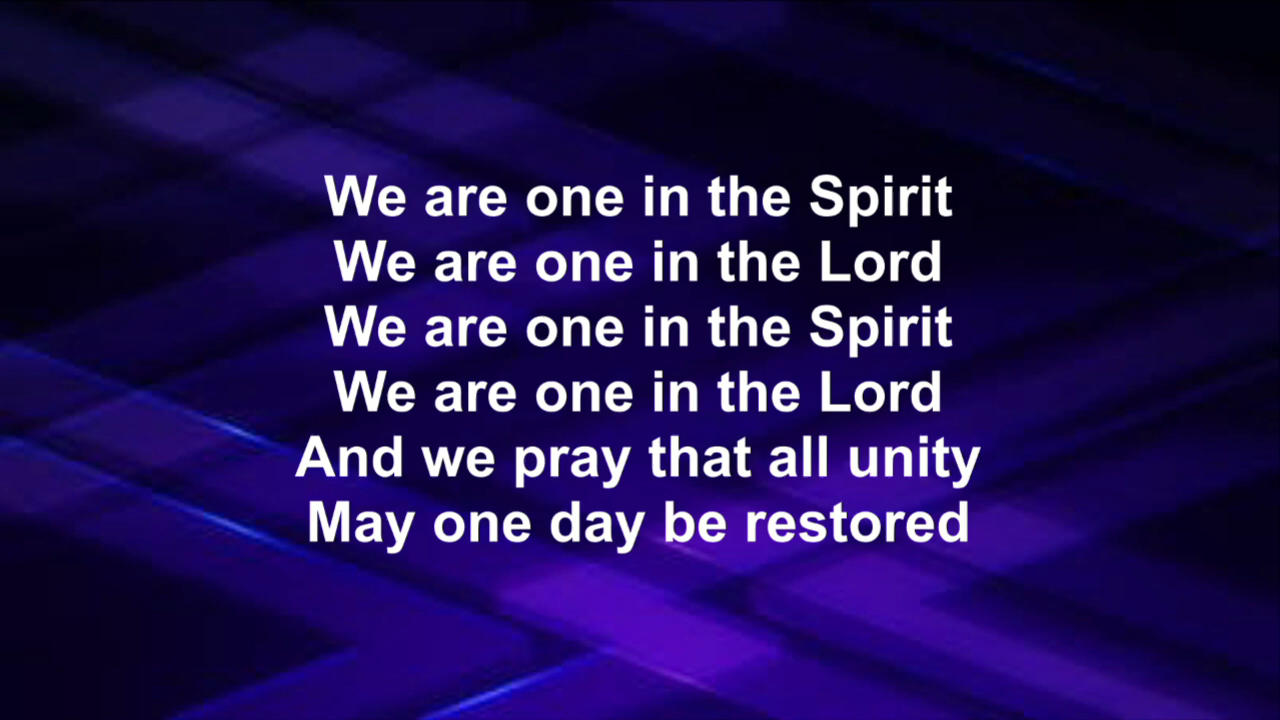 We are one in the Spirit
We are one in the Lord
We are one in the Spirit
We are one in the Lord
And we pray that all unity
May one day be restored